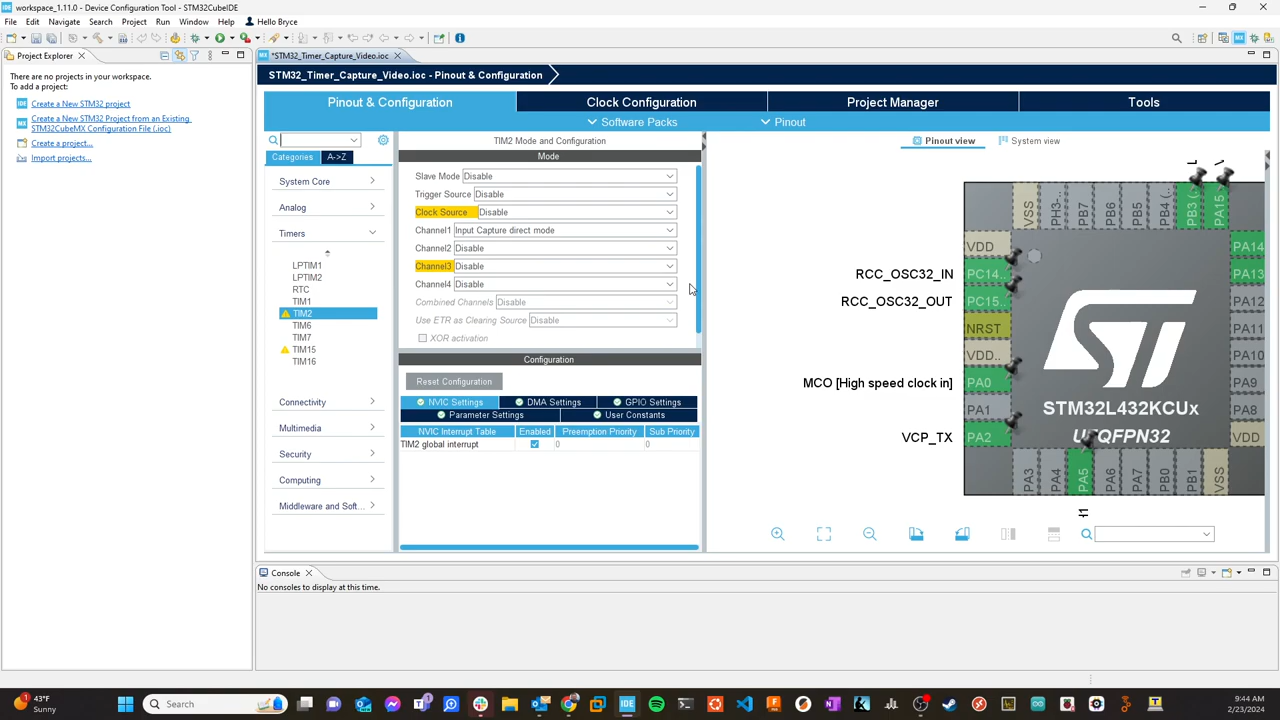 workspace_1.11.0 - Device Configuration Tool - STM32CubeIDE
File Edit Navigate Search Project Run Window Help Hello Bryce
Project Explorer
There are no projects in your workspace.
To add a project:
Create a New STM32 project
Create a New STM32 Project from an Existing
STM32CubeMX Configuration File (.ioc)
Create a project...
Import projects...
*STM32_Timer_Capture_Video.ioc
STM32_Timer_Capture_Video.ioc - Pinout & Configuration
Pinout & Configuration Clock Configuration Project Manager Tools
Software Packs Pinout
Categories A->Z
System Core
Analog
Timers
LPTIM1
LPTIM2
RTC
TIM1
TIM2
TIM6
TIM7
TIM15
TIM16
Connectivity
Multimedia
Security
Computing
Middleware and Soft...
TIM2 Mode and Configuration
Mode
Slave Mode Disable
Trigger Source Disable
Clock Source Disable
Channel1 Input Capture direct mode
Channel2 Disable
Channel3 Disable
Channel4 Disable
Combined Channels Disable
Use ETR as Clearing Source Disable
XOR activation
Configuration
Reset Configuration
NVIC Settings DMA Settings GPIO Settings
Parameter Settings User Constants
NVIC Interrupt Table Enabled Preemption Priority Sub Priority
TIM2 global interrupt 0 0
Pinout view System view
VSS PH3-.. PB7 PB6 PB5 PB4 (.. PB3 (.. PA15..
VDD PA14
RCC_OSC32_IN PC14.. PA13
RCC_OSC32_OUT PC15.. PA12
NRST PA11
VDD.. PA10
MCO [High speed clock in] PA0 PA9
PA1 PA8
VCP_TX PA2 VDD
STM32L432KCUx
UFQFPN32
PA3 PA4 PA5 PA6 PA7 PB0 PB1 VSS
Console
No consoles to display at this time.
43°F
Sunny
Search
9:44 AM
2/23/2024